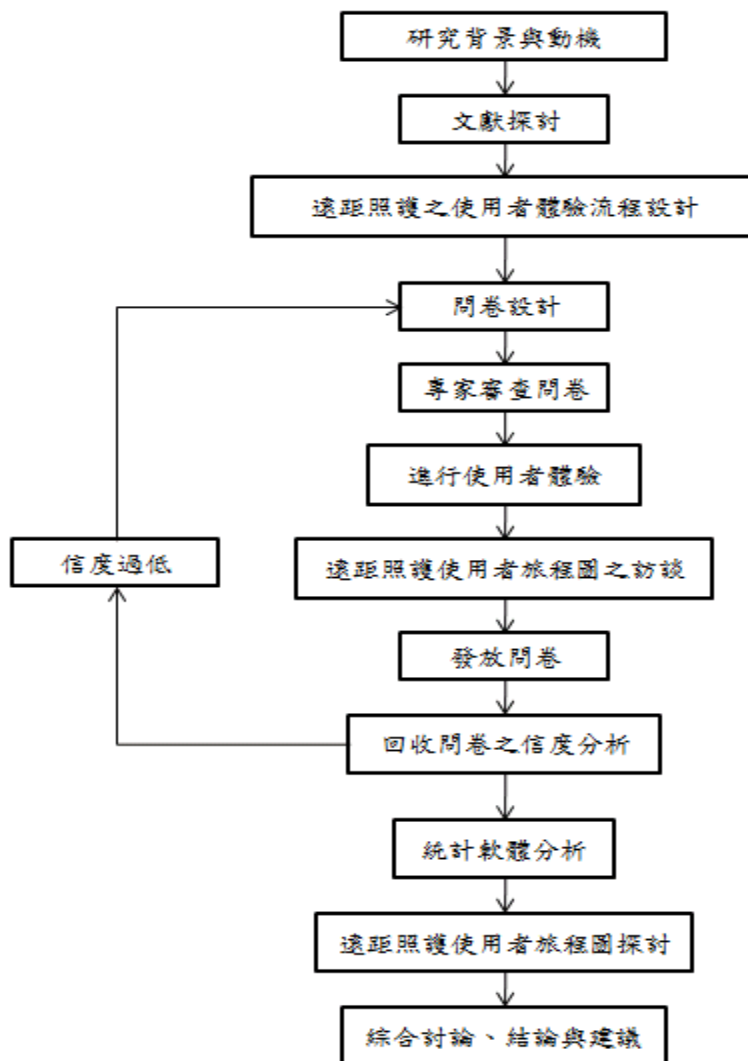 研究背景與動機
文獻探討
遠距照護之使用者體驗流程設計
問卷設計
專家審查問卷
進行使用者體驗
信度過低
遠距照護使用者旅程圖之訪談
發放問卷
回收問卷之信度分析
統計軟體分析
遠距照護使用者旅程圖探討
綜合討論、結論與建議